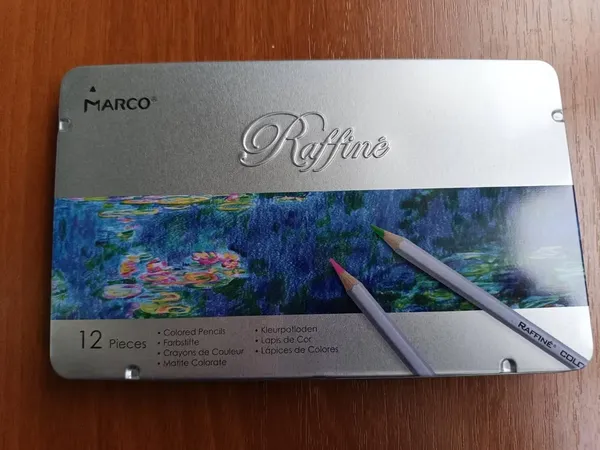 MARCO®
Raffiné
12 Pieces
• Colored Pencils
• Farbstifte
• Crayons de Couleur
• Matite Colorate
• Kleurpotloden
• Lapis de Cor
• Lápices de Colores
RAFFINÉ® COLO